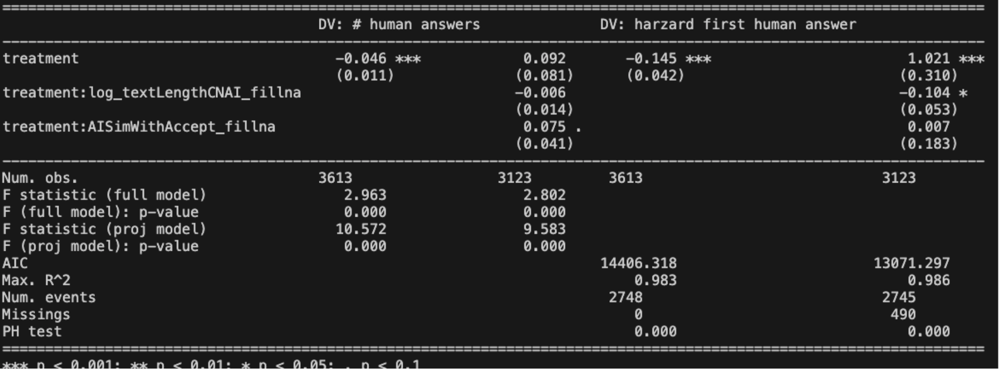 ==========
DV: # human answers DV: harzard first human answer
----------
treatment -0.046 *** 0.092 -0.145 *** 1.021 ***
(0.011) (0.081) (0.042) (0.310)
treatment:log_textLengthCNAI_fillna -0.006 -0.104 *
(0.014) (0.053)
treatment:AISimWithAccept_fillna 0.075 . 0.007
(0.041) (0.183)
----------
Num. obs. 3613 3123 3613 3123
F statistic (full model) 2.963 2.802
F (full model): p-value 0.000 0.000
F statistic (proj model) 10.572 9.583
F (proj model): p-value 0.000 0.000
AIC 14406.318 13071.297
Max. R^2 0.983 0.986
Num. events 2748 2745
Missings 0 490
PH test 0.000 0.000
==========
*** p < 0.001; ** p < 0.01; * p < 0.05; . p < 0.1